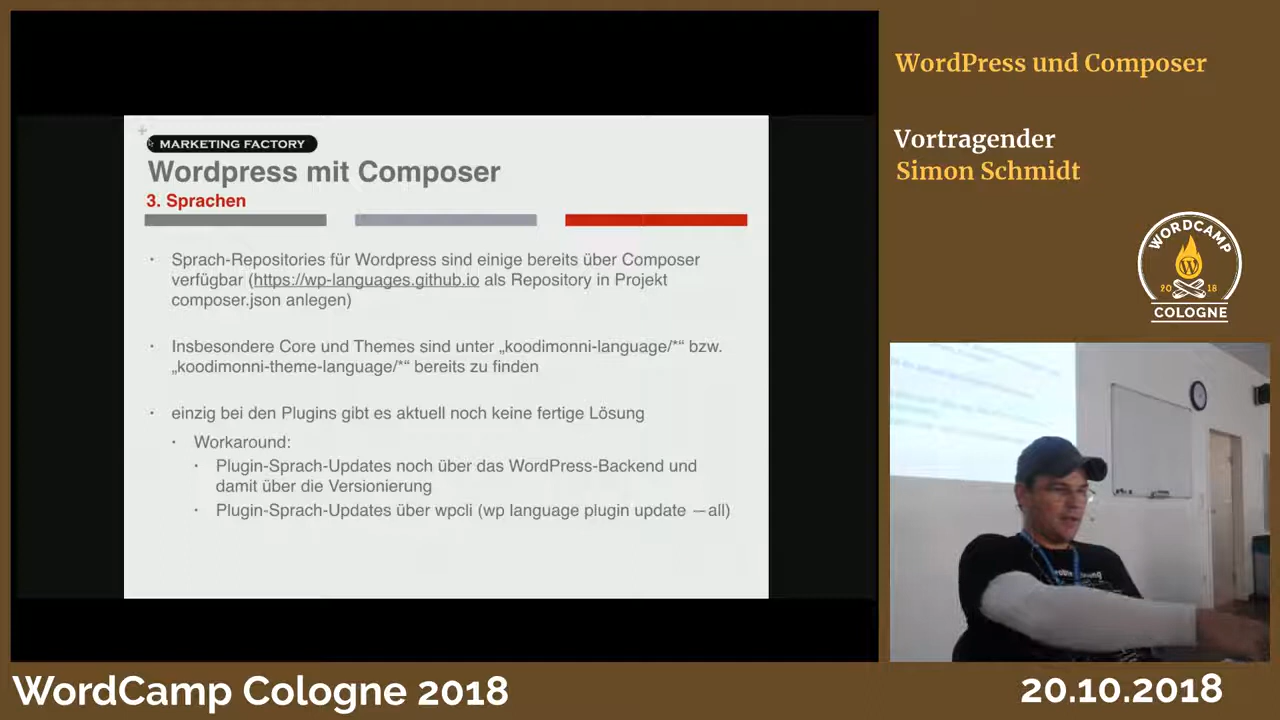 WordPress und Composer
Vortragender
Simon Schmidt
WORDCAMP
20 18
COLOGNE
MARKETING FACTORY
Wordpress mit Composer
3. Sprachen
· Sprach-Repositories für Wordpress sind einige bereits über Composer
verfügbar (https://wp-languages.github.io als Repository in Projekt
composer.json anlegen)
· Insbesondere Core und Themes sind unter „koodimonni-language/*“ bzw.
„koodimonni-theme-language/*“ bereits zu finden
· einzig bei den Plugins gibt es aktuell noch keine fertige Lösung
· Workaround:
· Plugin-Sprach-Updates noch über das WordPress-Backend und
damit über die Versionierung
· Plugin-Sprach-Updates über wpcli (wp language plugin update —all)
WordCamp Cologne 2018
20.10.2018